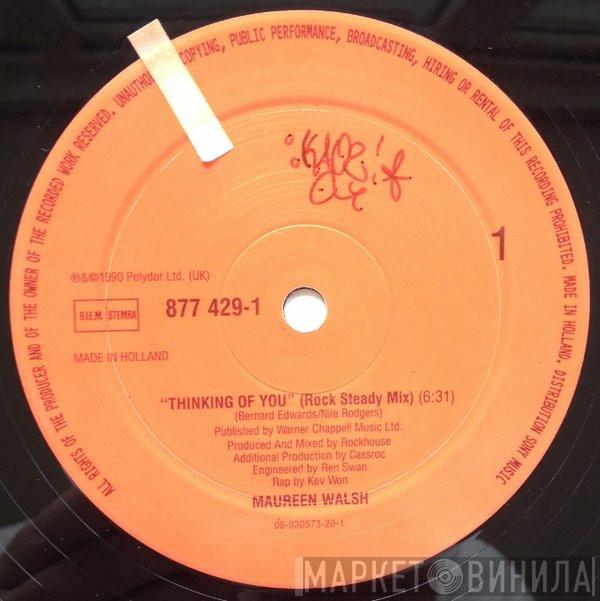 ALL RIGHTS OF THE PRODUCER AND OF THE OWNER OF THE RECORDED WORK RESERVED. COPYING, PUBLIC PERFORMANCE, BROADCASTING, HIRING OR RENTAL OF THIS RECORDING PROHIBITED. MADE IN HOLLAND. DISTRIBUTION SONY MUSIC
1
℗&©1990 Polydor Ltd. (UK)
B.I.E.M. STEMRA
877 429-1
MADE IN HOLLAND
"THINKING OF YOU" (Rock Steady Mix) (6:31)
(Bernard Edwards/Nile Rodgers)
Published by Warner Chappell Music Ltd.
Produced and Mixed by Rockhouse
Additional Production by Cassroc
Engineered by Ren Swan
Rap by Kev Won
MAUREEN WALSH
08-030573-20-1
МАРКЕТ ВИНИЛА